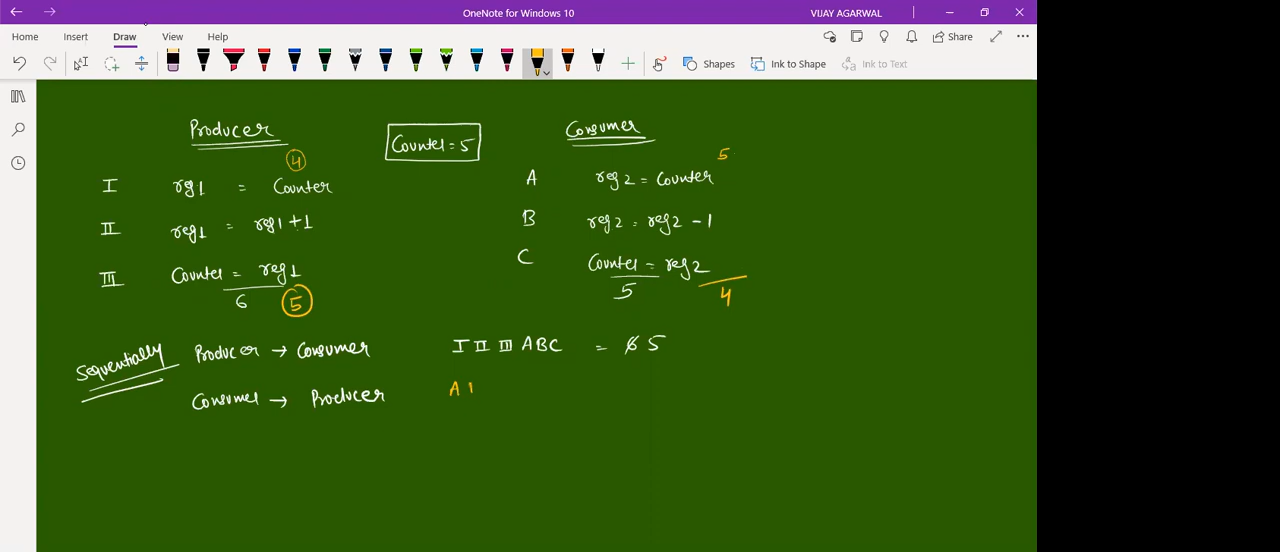 OneNote for Windows 10
VIJAY AGARWAL
Home Insert Draw View Help
Share
Shapes Ink to Shape Ink to Text
Producer Counter = 5 Consumer
4 5
I reg1 = Counter A reg2 = Counter
II reg1 = reg1 + 1 B reg2 = reg2 - 1
III Counter = reg1 C Counter = reg2
6 5 5 4
Sequentially Producer → Consumer I II III ABC = 6 5
Consumer → Producer A